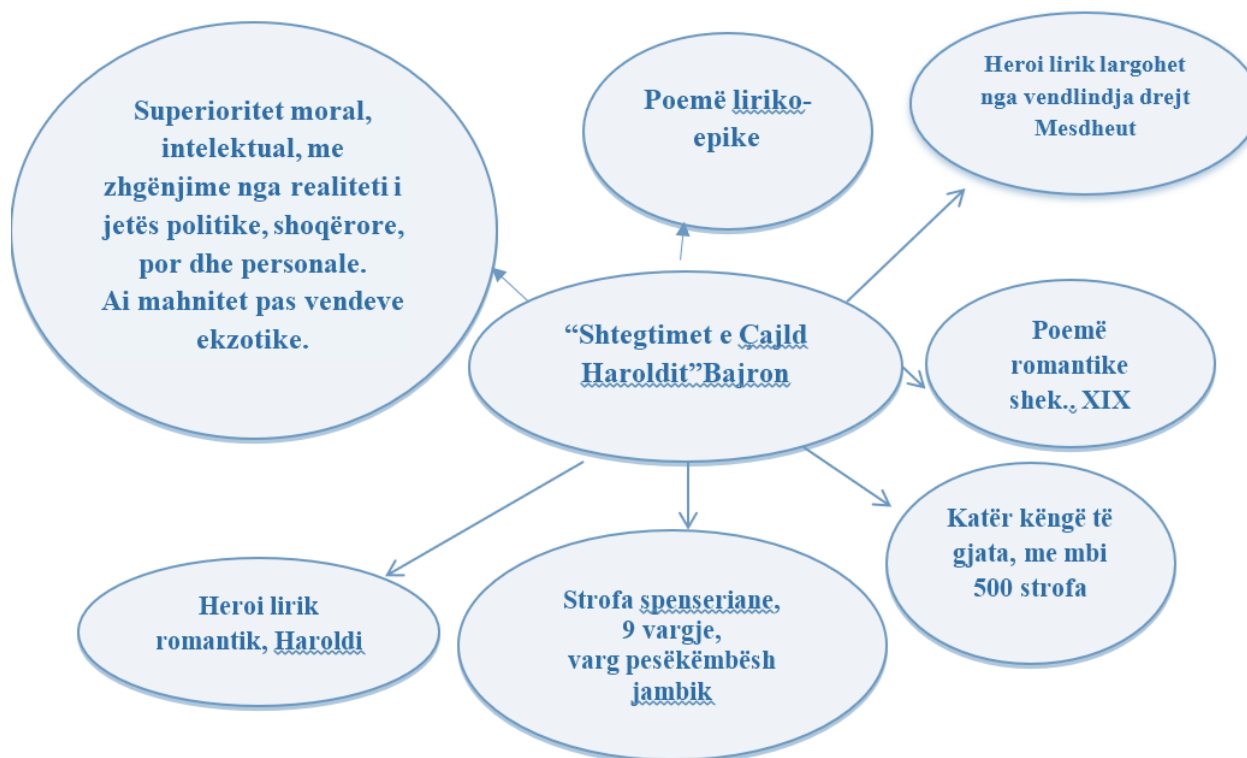 Superioritet moral,
intelektual, me
zhgënjime nga realiteti i
jetës politike, shoqërore,
por dhe personale.
Ai mahnitet pas vendeve
ekzotike.
Poemë liriko-
epike
Heroi lirik largohet
nga vendlindja drejt
Mesdheut
“Shtegtimet e Çajld
Haroldit”Bajron
Poemë
romantike
shek., XIX
Katër këngë të
gjata, me mbi
500 strofa
Strofa spenseriane,
9 vargje,
varg pesëkëmbësh
jambik
Heroi lirik
romantik, Haroldi